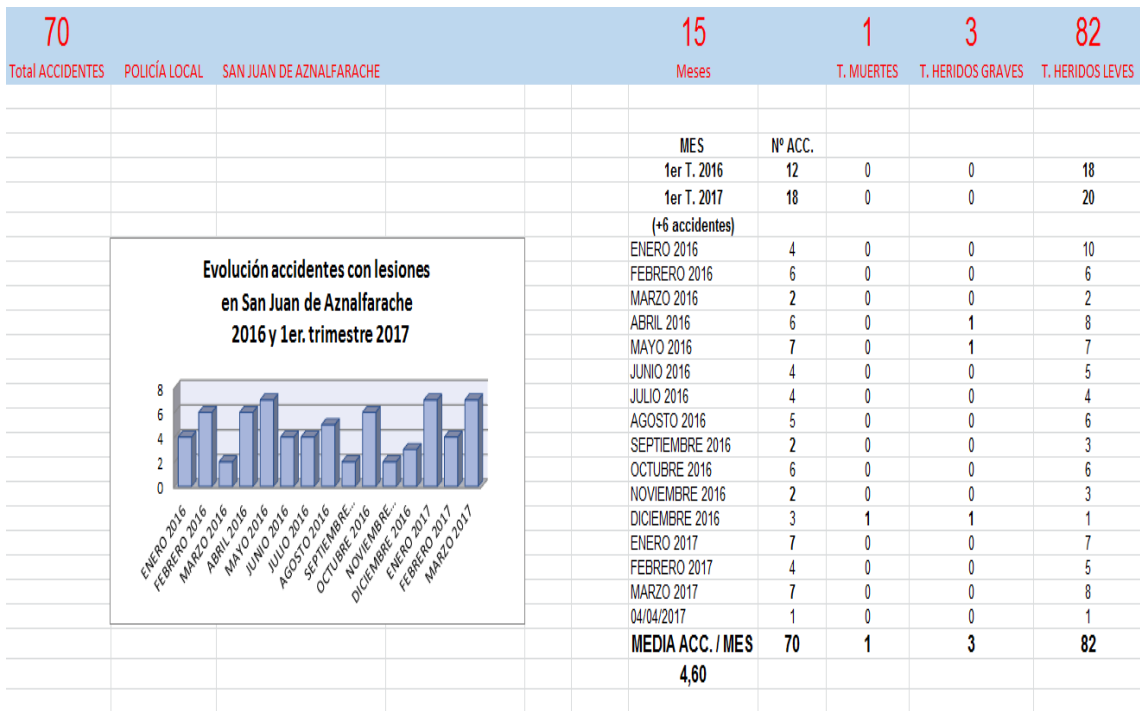 70 15 1 3 82
Total ACCIDENTES POLICÍA LOCAL SAN JUAN DE AZNALFARACHE Meses T. MUERTES T. HERIDOS GRAVES T. HERIDOS LEVES
MES Nº ACC.
1er T. 2016 12 0 0 18
1er T. 2017 18 0 0 20
(+6 accidentes)
ENERO 2016 4 0 0 10
FEBRERO 2016 6 0 0 6
MARZO 2016 2 0 0 2
ABRIL 2016 6 0 1 8
MAYO 2016 7 0 1 7
JUNIO 2016 4 0 0 5
JULIO 2016 4 0 0 4
AGOSTO 2016 5 0 0 6
SEPTIEMBRE 2016 2 0 0 3
OCTUBRE 2016 6 0 0 6
NOVIEMBRE 2016 2 0 0 3
DICIEMBRE 2016 3 1 1 1
ENERO 2017 7 0 0 7
FEBRERO 2017 4 0 0 5
MARZO 2017 7 0 0 8
04/04/2017 1 0 0 1
MEDIA ACC. / MES 70 1 3 82
4,60
Evolución accidentes con lesiones
en San Juan de Aznalfarache
2016 y 1er. trimestre 2017
8
6
4
2
0
ENERO 2016
FEBRERO 2016
MARZO 2016
ABRIL 2016
MAYO 2016
JUNIO 2016
JULIO 2016
AGOSTO 2016
SEPTIEMBRE...
OCTUBRE 2016
NOVIEMBRE...
DICIEMBRE 2016
ENERO 2017
FEBRERO 2017
MARZO 2017